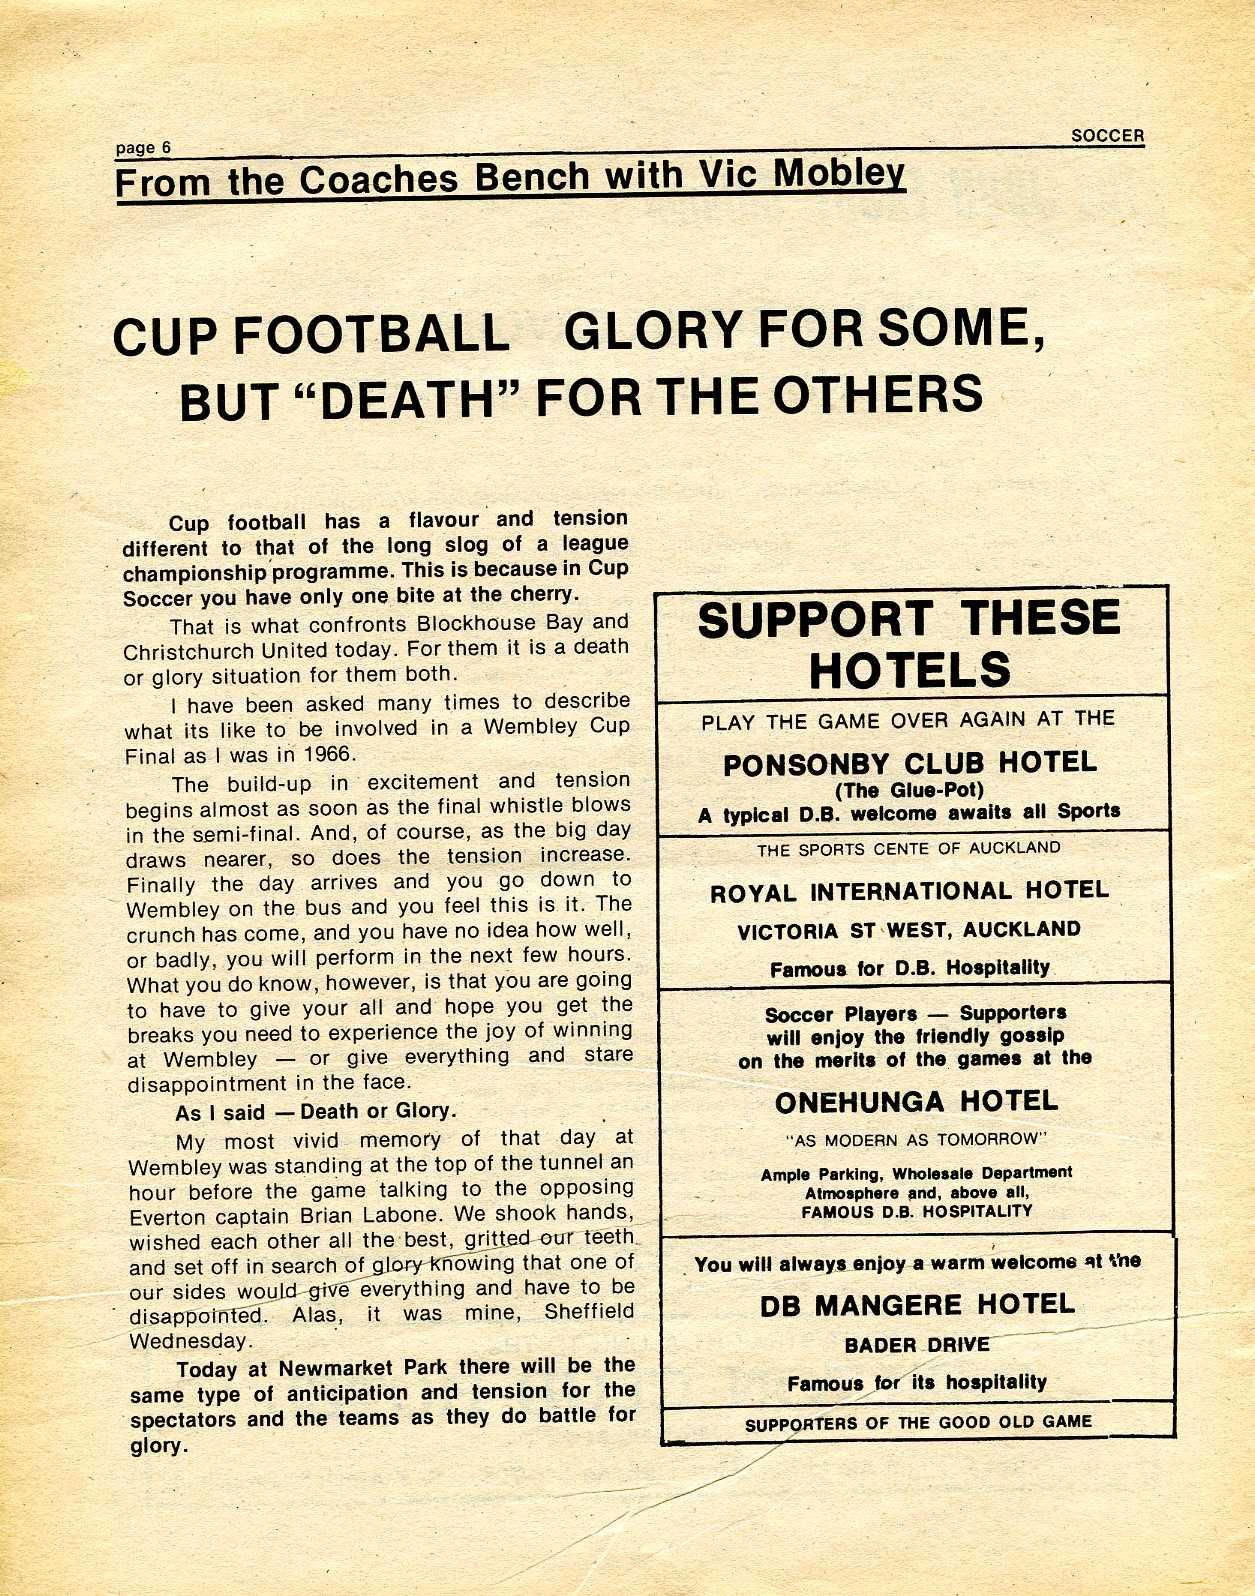 page 6
SOCCER
From the Coaches Bench with Vic Mobley
CUP FOOTBALL GLORY FOR SOME,
BUT “DEATH” FOR THE OTHERS
Cup football has a flavour and tension
different to that of the long slog of a league
championship programme. This is because in Cup
Soccer you have only one bite at the cherry.
That is what confronts Blockhouse Bay and
Christchurch United today. For them it is a death
or glory situation for them both.
I have been asked many times to describe
what its like to be involved in a Wembley Cup
Final as I was in 1966.
The build-up in excitement and tension
begins almost as soon as the final whistle blows
in the semi-final. And, of course, as the big day
draws nearer, so does the tension increase.
Finally the day arrives and you go down to
Wembley on the bus and you feel this is it. The
crunch has come, and you have no idea how well,
or badly, you will perform in the next few hours.
What you do know, however, is that you are going
to have to give your all and hope you get the
breaks you need to experience the joy of winning
at Wembley — or give everything and stare
disappointment in the face.
As I said — Death or Glory.
My most vivid memory of that day at
Wembley was standing at the top of the tunnel an
hour before the game talking to the opposing
Everton captain Brian Labone. We shook hands,
wished each other all the best, gritted our teeth
and set off in search of glory knowing that one of
our sides would give everything and have to be
disappointed. Alas, it was mine, Sheffield
Wednesday.
Today at Newmarket Park there will be the
same type of anticipation and tension for the
spectators and the teams as they do battle for
glory.
SUPPORT THESE
HOTELS
PLAY THE GAME OVER AGAIN AT THE
PONSONBY CLUB HOTEL
(The Glue-Pot)
A typical D.B. welcome awaits all Sports
THE SPORTS CENTE OF AUCKLAND
ROYAL INTERNATIONAL HOTEL
VICTORIA ST WEST, AUCKLAND
Famous for D.B. Hospitality
Soccer Players — Supporters
will enjoy the friendly gossip
on the merits of the games at the
ONEHUNGA HOTEL
"AS MODERN AS TOMORROW"
Ample Parking, Wholesale Department
Atmosphere and, above all,
FAMOUS D.B. HOSPITALITY
You will always enjoy a warm welcome at the
DB MANGERE HOTEL
BADER DRIVE
Famous for its hospitality
SUPPORTERS OF THE GOOD OLD GAME